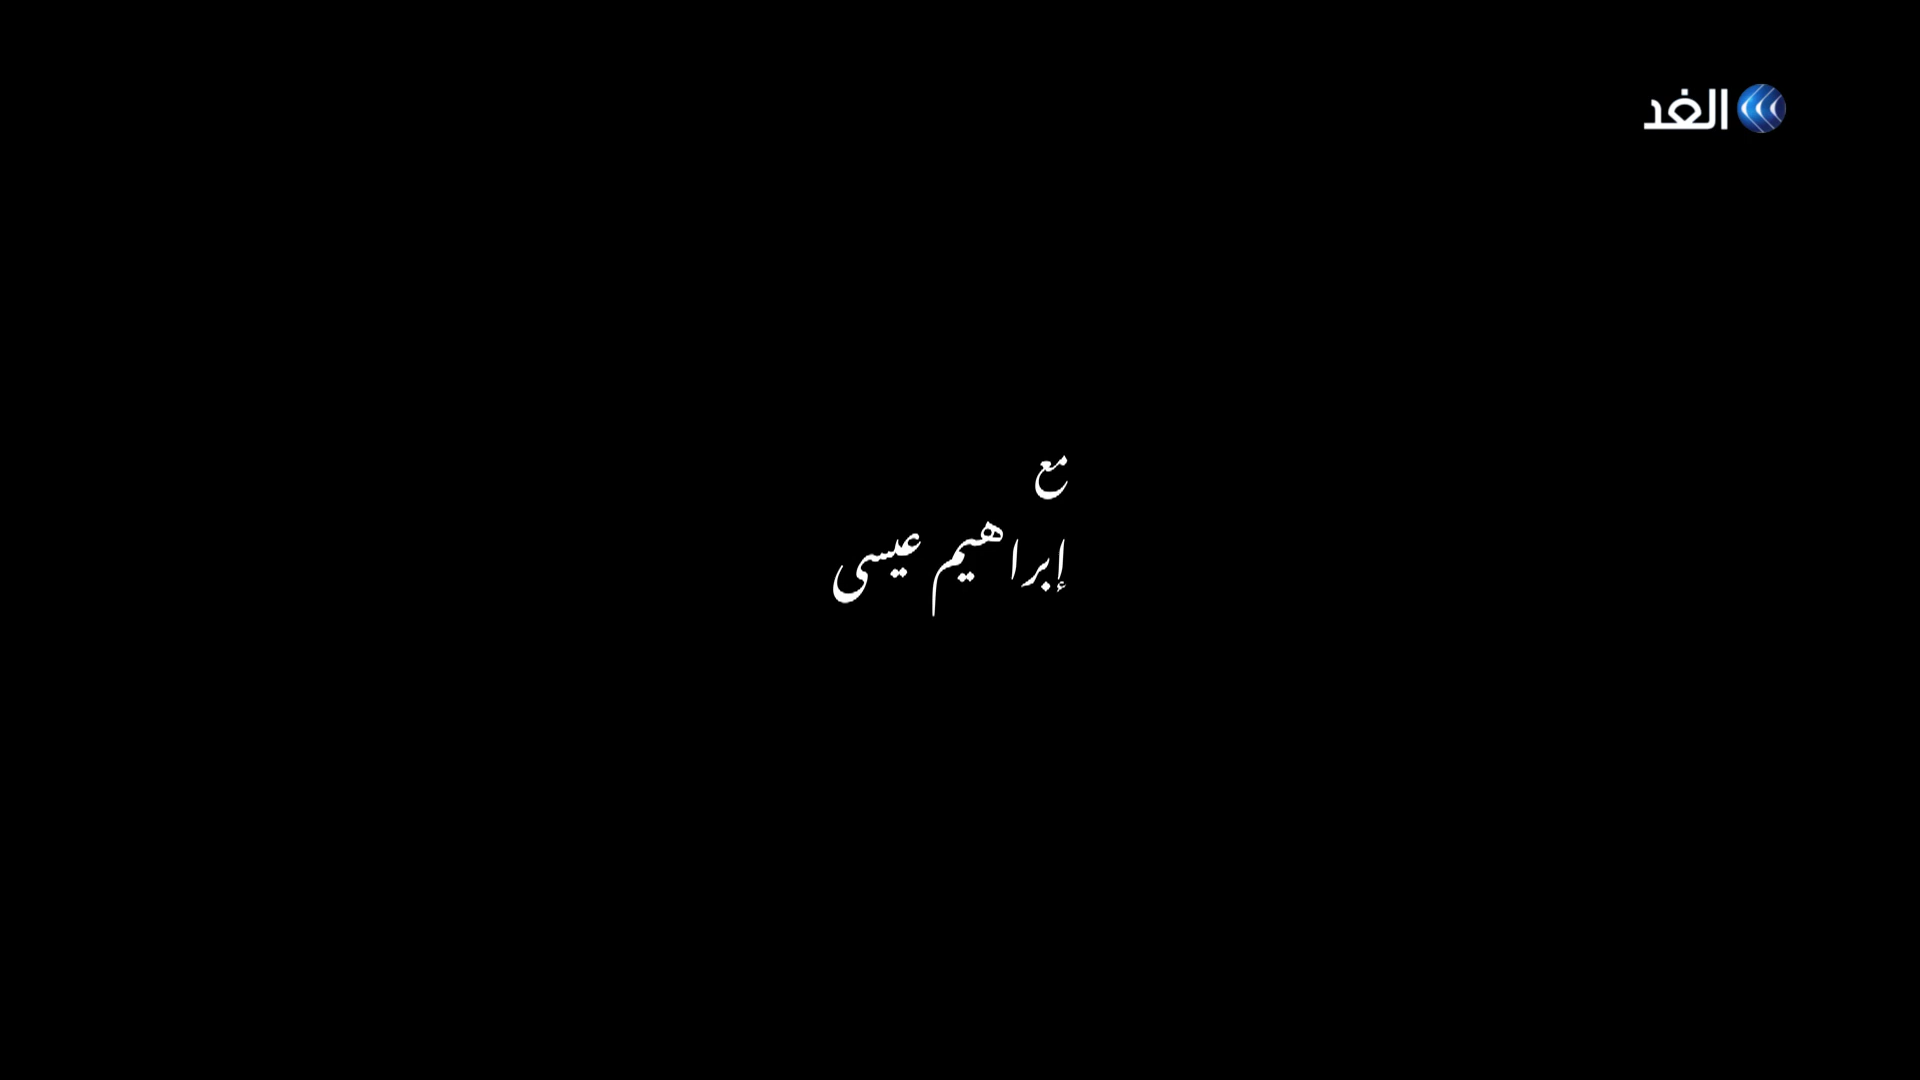 الغد
مع
إبراهيم عيسى